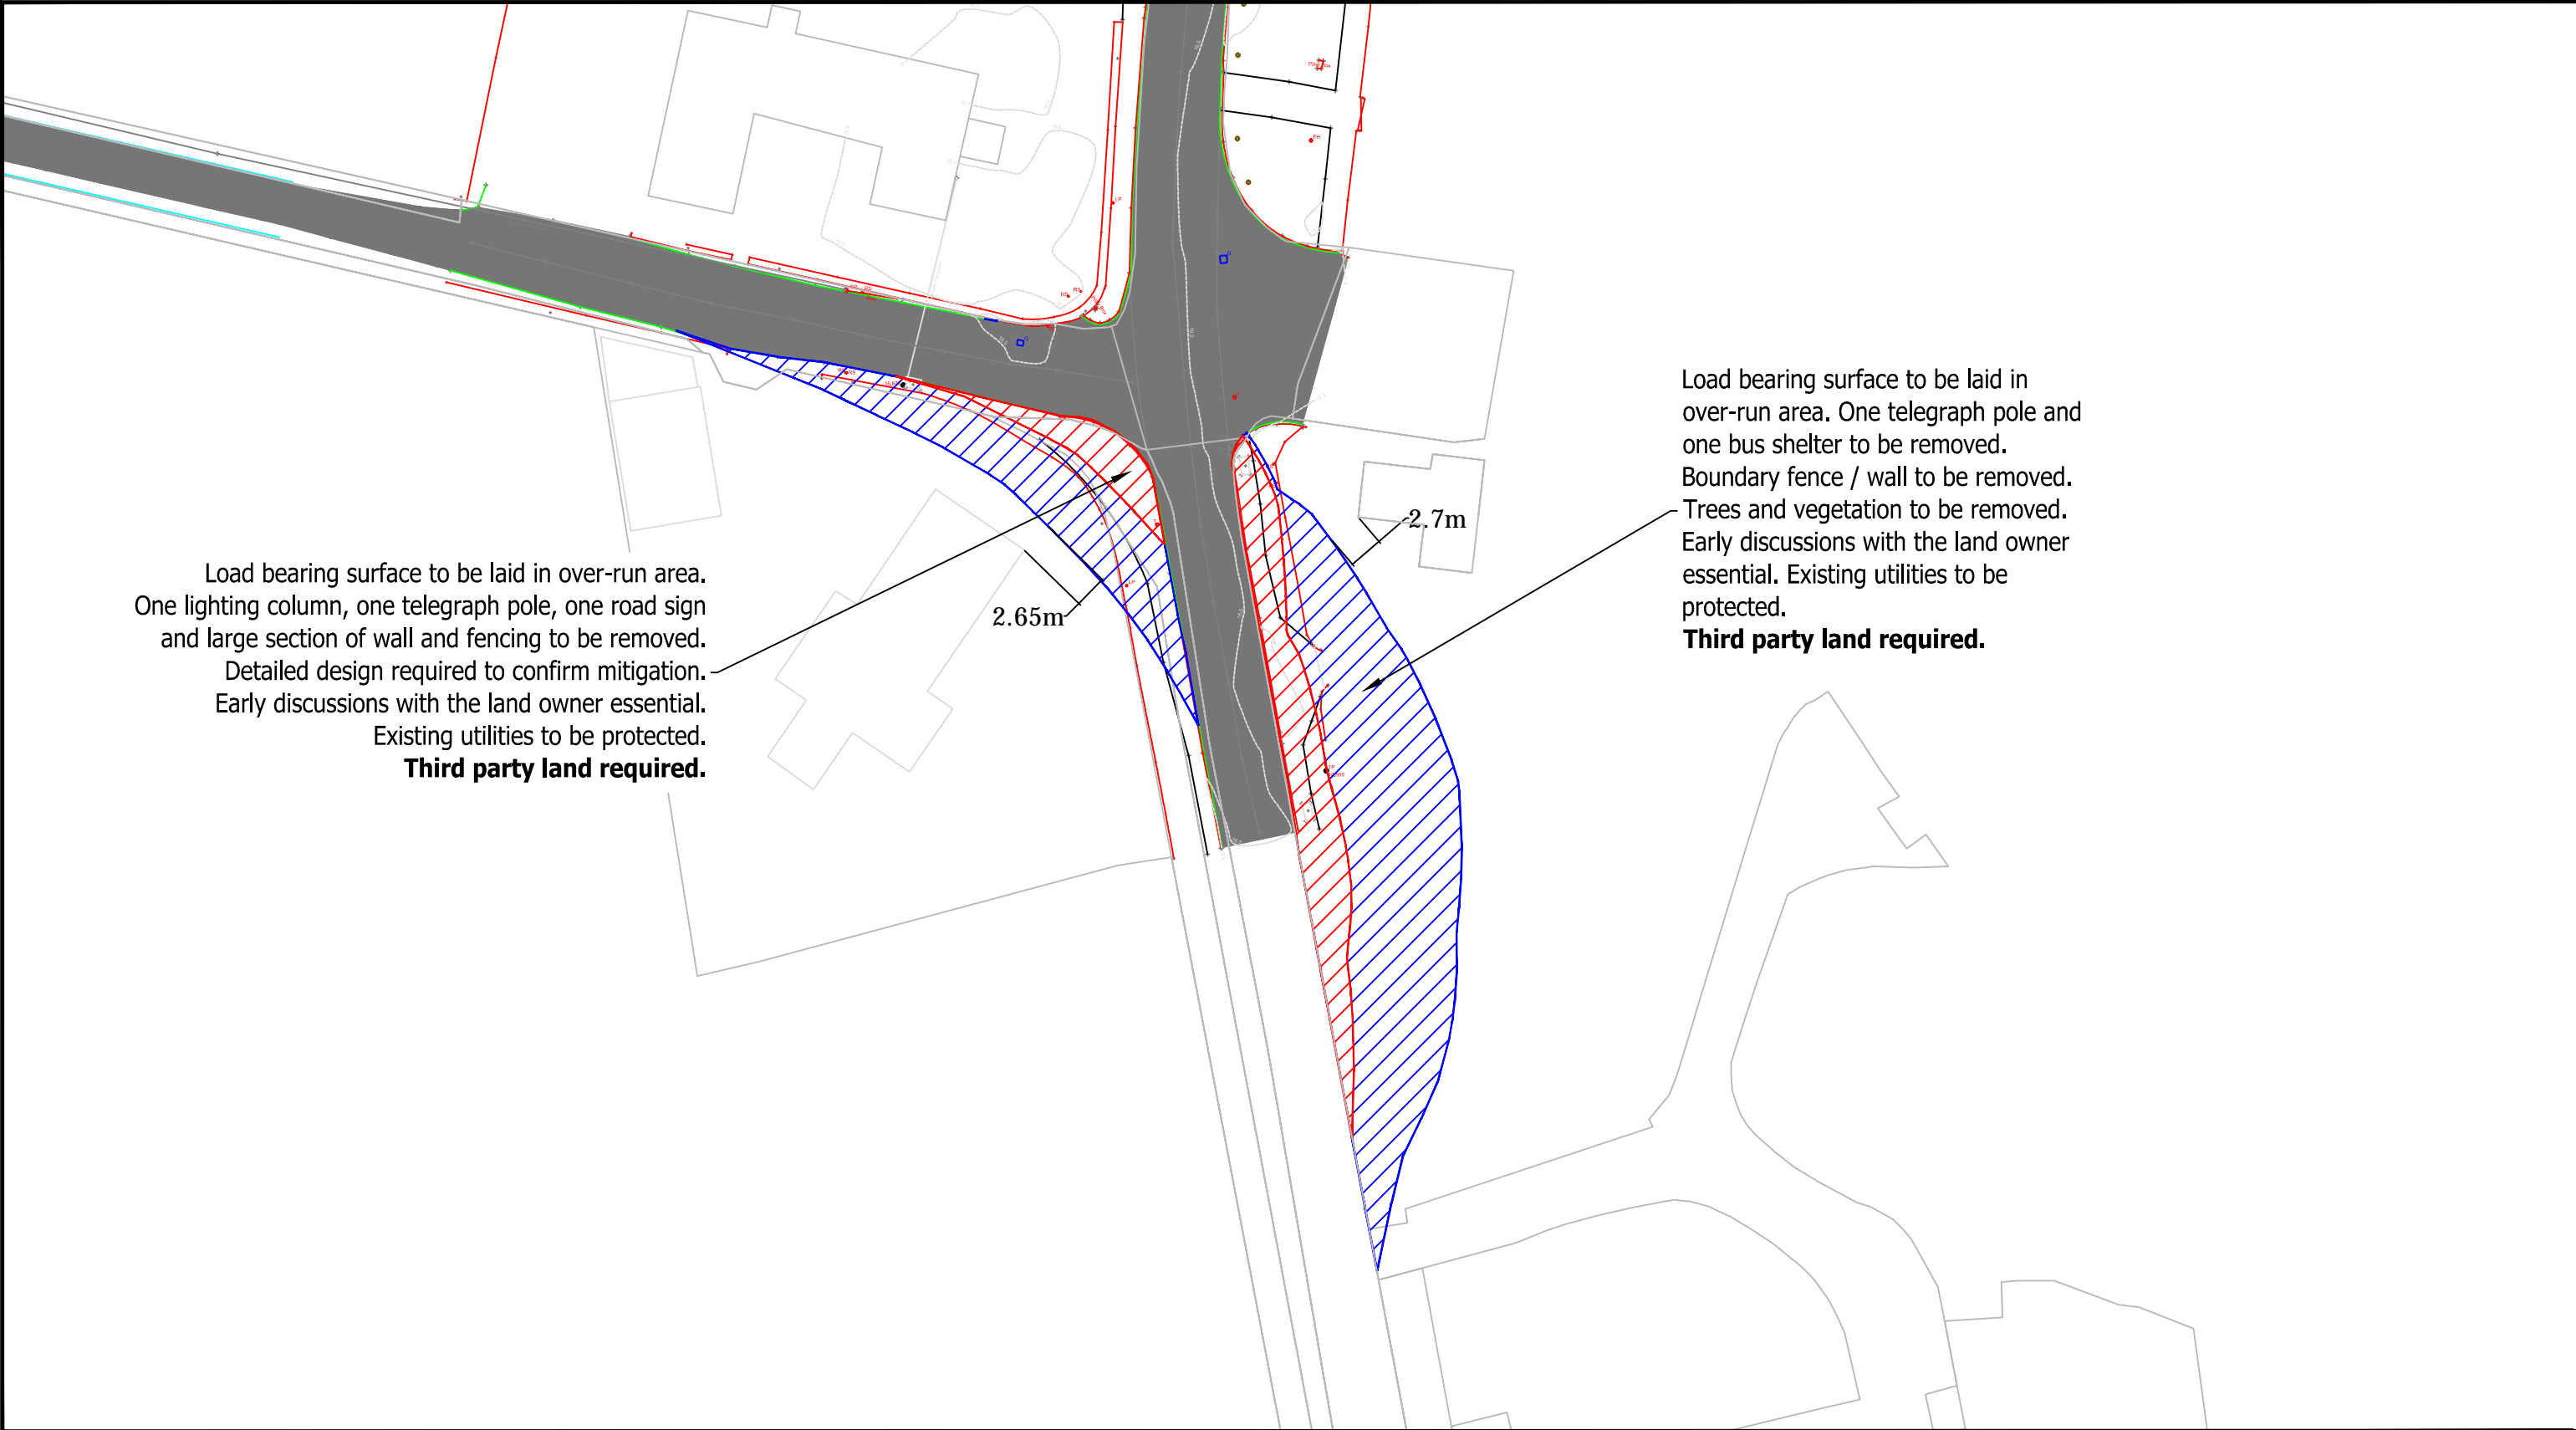 Load bearing surface to be laid in
over-run area. One telegraph pole and
one bus shelter to be removed.
Boundary fence / wall to be removed.
Trees and vegetation to be removed.
Early discussions with the land owner
essential. Existing utilities to be
protected.
Third party land required.
2.7m
Load bearing surface to be laid in over-run area.
One lighting column, one telegraph pole, one road sign
and large section of wall and fencing to be removed.
Detailed design required to confirm mitigation.
Early discussions with the land owner essential.
Existing utilities to be protected.
Third party land required.
2.65m
FH
LP
RS
RS
TP